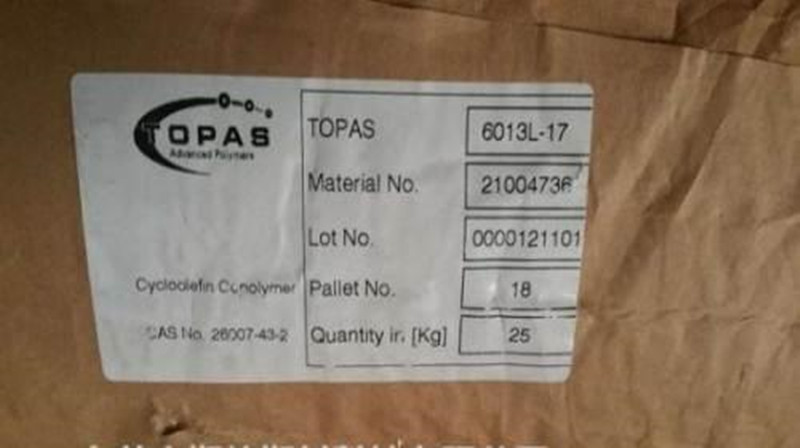 TOPAS
Advanced Polymers
TOPAS 6013L-17
Material No. 21004736
Lot No. 0000121101
Pallet No. 18
Cycloolefin Copolymer
Quantity in [Kg] 25
CAS No. 26007-43-2